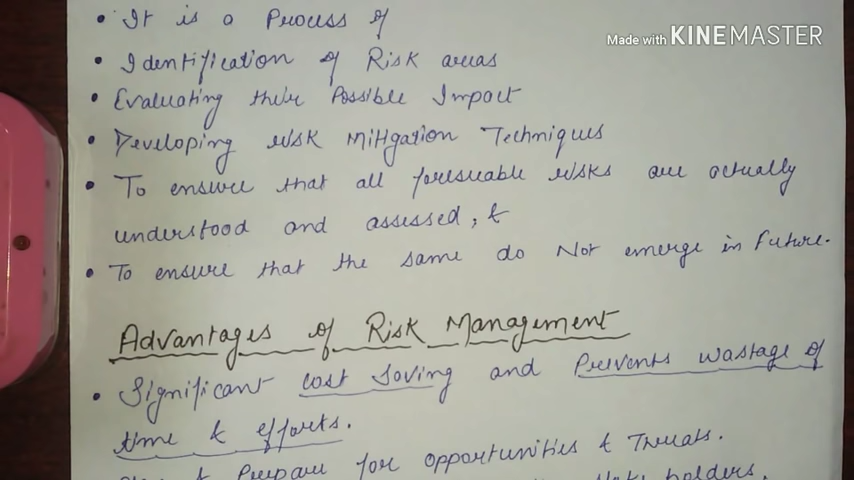 Made with KINEMASTER
• It is a Process of
• Identification of Risk areas
• Evaluating their Possible Impact
• Developing risk Mitigation Techniques
• To ensure that all foreseeable risks are actually
understood and assessed, &
• To ensure that the same do Not emerge in Future.
Advantages of Risk Management
• Significant cost Saving and Prevents wastage of
time & efforts.
& Prepare for opportunities & Threats.
holders.